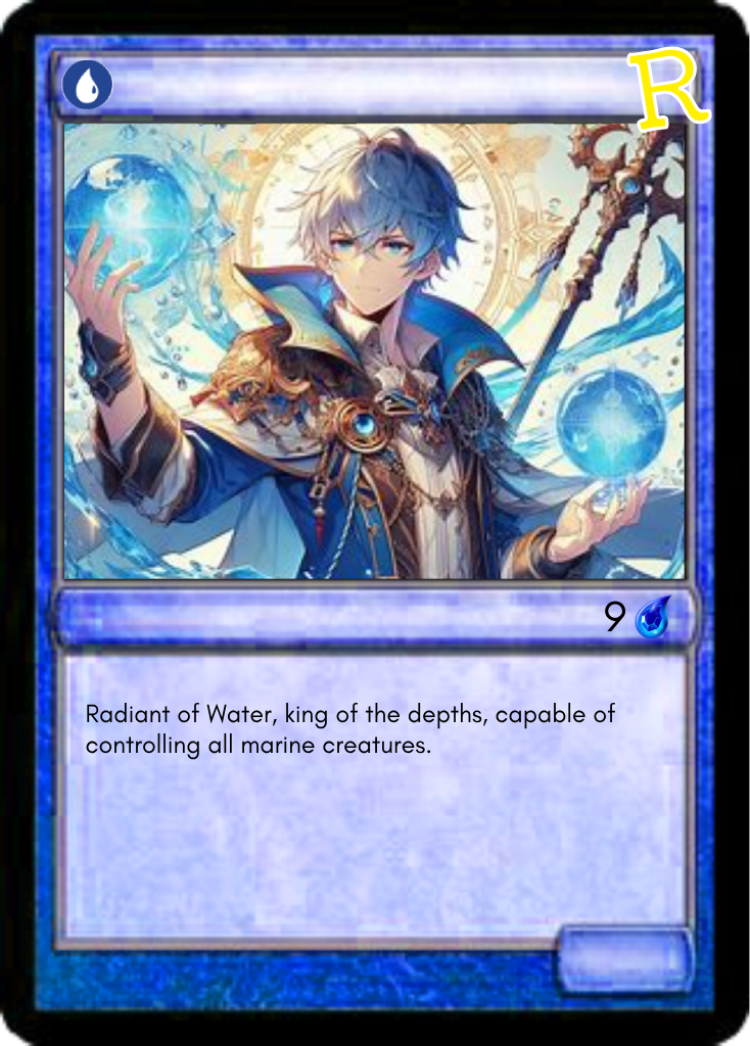 R
9
Radiant of Water, king of the depths, capable of
controlling all marine creatures.